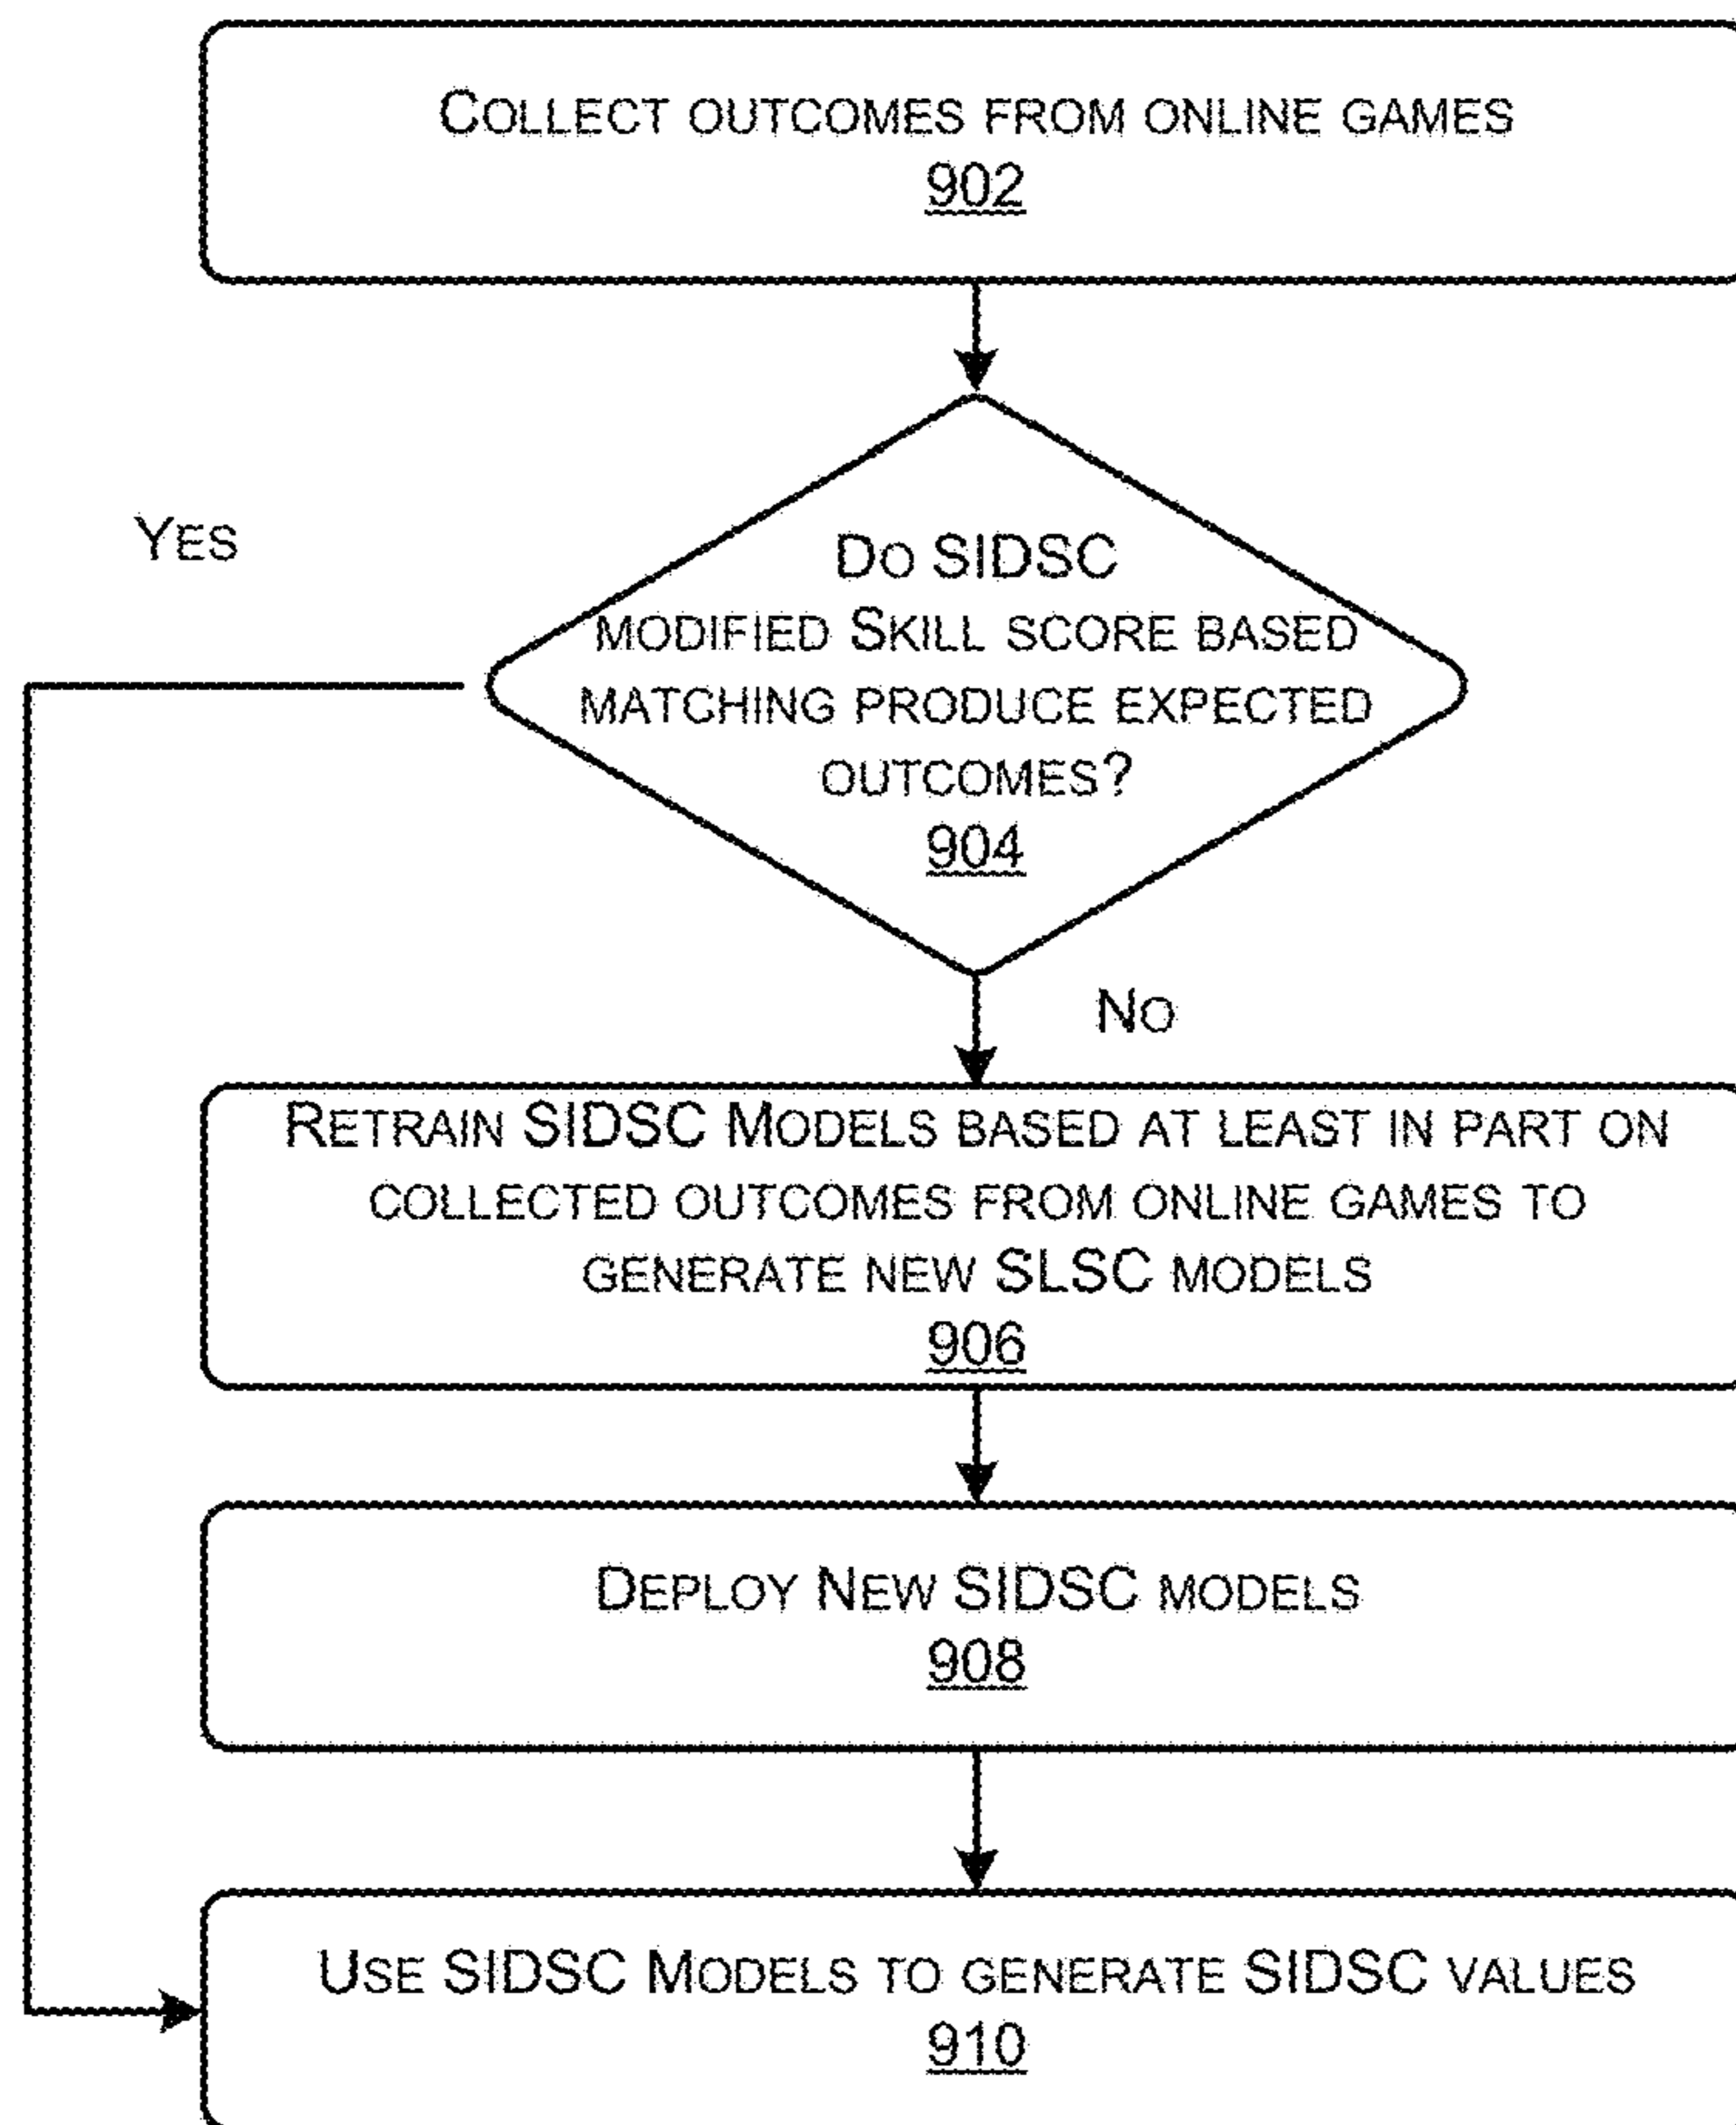 COLLECT OUTCOMES FROM ONLINE GAMES
902
YES
DO SIDSC
MODIFIED SKILL SCORE BASED
MATCHING PRODUCE EXPECTED
OUTCOMES?
904
NO
RETRAIN SIDSC MODELS BASED AT LEAST IN PART ON
COLLECTED OUTCOMES FROM ONLINE GAMES TO
GENERATE NEW SLSC MODELS
906
DEPLOY NEW SIDSC MODELS
908
USE SIDSC MODELS TO GENERATE SIDSC VALUES
910